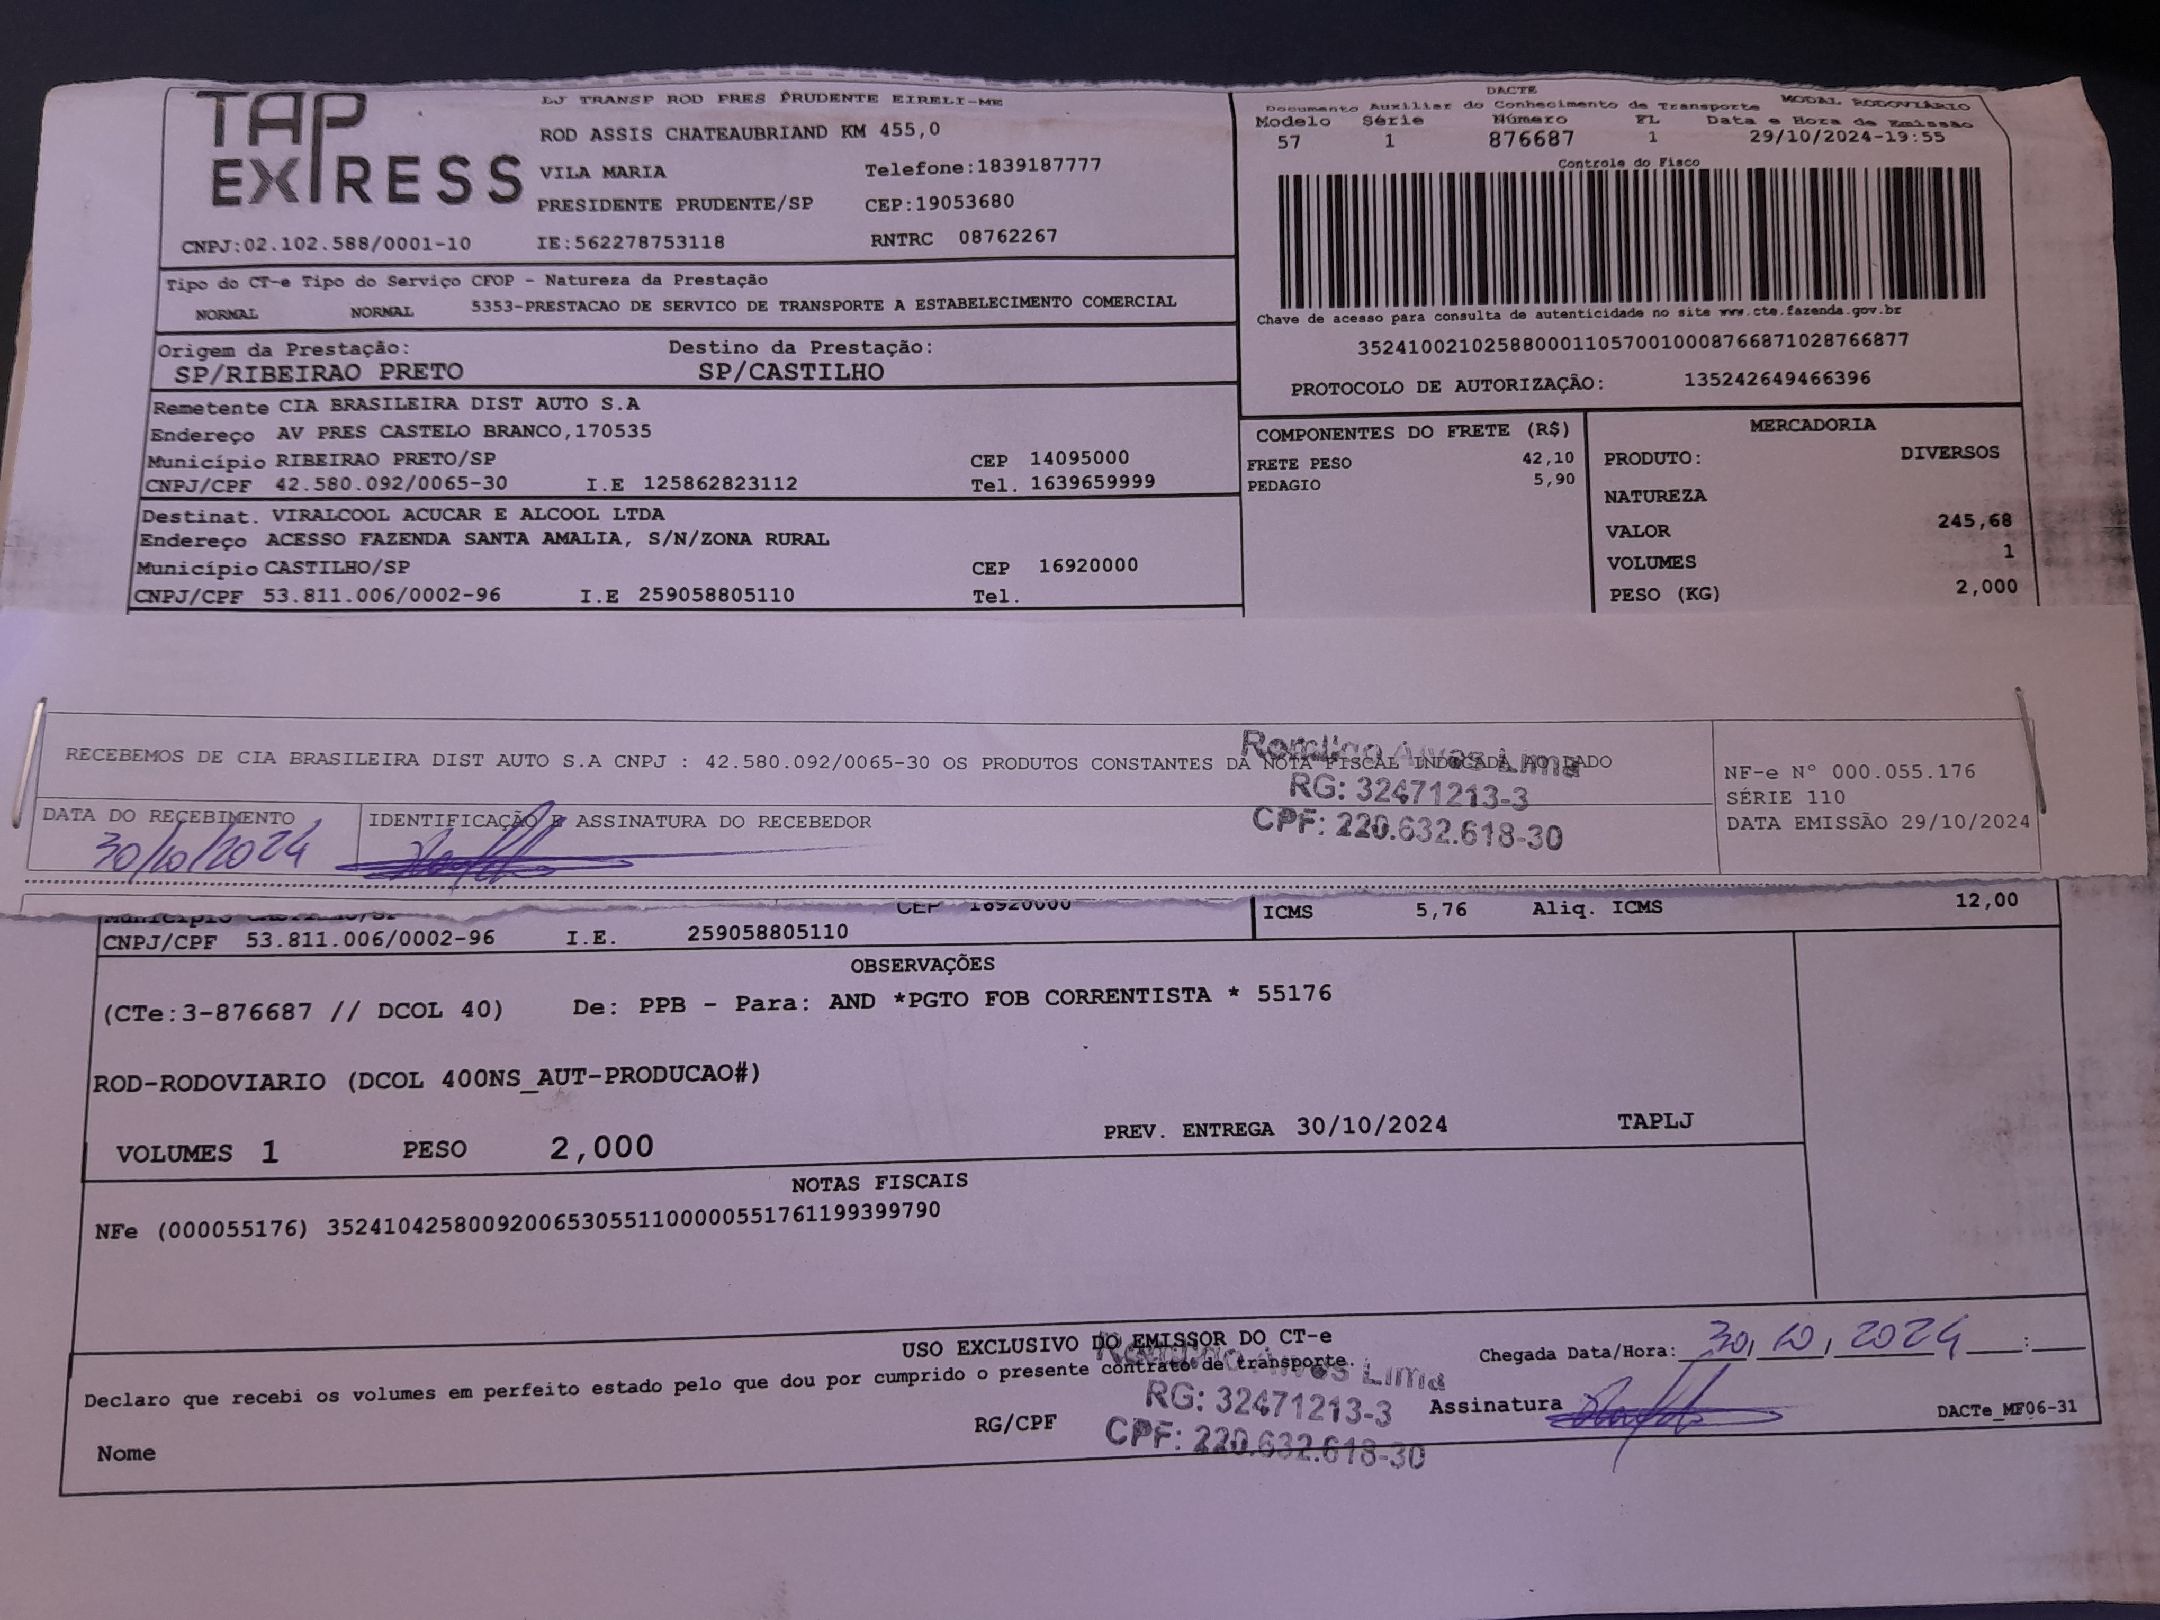 TAP EXPRESS
LJ TRANSP ROD PRES PRUDENTE EIRELI-ME
ROD ASSIS CHATEAUBRIAND KM 455,0
VILA MARIA Telefone:1839187777
PRESIDENTE PRUDENTE/SP CEP:19053680
CNPJ:02.102.588/0001-10 IE:562278753118 RNTRC 08762267
DACTE
Documento Auxiliar do Conhecimento de Transporte MODAL RODOVIÁRIO
Modelo Série Número FL Data e Hora de Emissão
57 1 876687 1 29/10/2024-19:55
Controle do Fisco
Chave de acesso para consulta de autenticidade no site www.cte.fazenda.gov.br
35241002102588000110570010008766871028766877
PROTOCOLO DE AUTORIZAÇÃO: 135242649466396
Tipo do CT-e Tipo do Serviço CFOP - Natureza da Prestação
NORMAL NORMAL 5353-PRESTACAO DE SERVICO DE TRANSPORTE A ESTABELECIMENTO COMERCIAL
Origem da Prestação: Destino da Prestação:
SP/RIBEIRAO PRETO SP/CASTILHO
Remetente CIA BRASILEIRA DIST AUTO S.A
Endereço AV PRES CASTELO BRANCO,170535
Município RIBEIRAO PRETO/SP CEP 14095000
CNPJ/CPF 42.580.092/0065-30 I.E 125862823112 Tel. 1639659999
Destinat. VIRALCOOL ACUCAR E ALCOOL LTDA
Endereço ACESSO FAZENDA SANTA AMALIA, S/N/ZONA RURAL
Município CASTILHO/SP CEP 16920000
CNPJ/CPF 53.811.006/0002-96 I.E 259058805110 Tel.
COMPONENTES DO FRETE (R$)
FRETE PESO 42,10
PEDAGIO 5,90
MERCADORIA
PRODUTO: DIVERSOS
NATUREZA
VALOR 245,68
VOLUMES 1
PESO (KG) 2,000
RECEBEMOS DE CIA BRASILEIRA DIST AUTO S.A CNPJ : 42.580.092/0065-30 OS PRODUTOS CONSTANTES DA NOTA FISCAL INDICADA AO LADO
Rodrigo Alves Lima
RG: 32471213-3
CPF: 220.632.618-30
NF-e Nº 000.055.176
SÉRIE 110
DATA EMISSÃO 29/10/2024
DATA DO RECEBIMENTO IDENTIFICAÇÃO E ASSINATURA DO RECEBEDOR
30/10/2024
Município CASTILHO/SP CEP 16920000
CNPJ/CPF 53.811.006/0002-96 I.E. 259058805110
ICMS 5,76 Aliq. ICMS 12,00
OBSERVAÇÕES
(CTe:3-876687 // DCOL 40) De: PPB - Para: AND *PGTO FOB CORRENTISTA * 55176
ROD-RODOVIARIO (DCOL 400NS_AUT-PRODUCAO#)
VOLUMES 1 PESO 2,000 PREV. ENTREGA 30/10/2024 TAPLJ
NOTAS FISCAIS
NFe (000055176) 35241042580092006530551100000551761199399790
USO EXCLUSIVO DO EMISSOR DO CT-e
Declaro que recebi os volumes em perfeito estado pelo que dou por cumprido o presente contrato de transporte.
Chegada Data/Hora: 30, 10, 2024 :
Rodrigo Alves Lima
RG: 32471213-3
CPF: 220.632.618-30
Nome RG/CPF Assinatura
DACTe_MF06-31